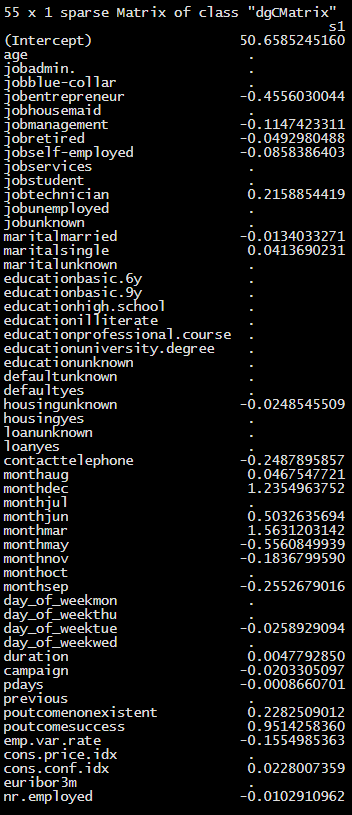 55 x 1 sparse Matrix of class "dgCMatrix"
s1
(Intercept) 50.6585245160
age .
jobadmin. .
jobblue-collar .
jobentrepreneur -0.4556030044
jobhousemaid .
jobmanagement -0.1147423311
jobretired -0.0492980488
jobself-employed -0.0858386403
jobservices .
jobstudent .
jobtechnician 0.2158854419
jobunemployed .
jobunknown .
maritalmarried -0.0134033271
maritalsingle 0.0413690231
maritalunknown .
educationbasic.6y .
educationbasic.9y .
educationhigh.school .
educationilliterate .
educationprofessional.course .
educationuniversity.degree .
educationunknown .
defaultunknown .
defaultyes .
housingunknown -0.0248545509
housingyes .
loanunknown .
loanyes .
contacttelephone -0.2487895857
monthaug 0.0467547721
monthdec 1.2354963752
monthjul .
monthjun 0.5032635694
monthmar 1.5631203142
monthmay -0.5560849939
monthnov -0.1836799590
monthoct .
monthsep -0.2552679016
day_of_weekmon .
day_of_weekthu .
day_of_weektue -0.0258929094
day_of_weekwed .
duration 0.0047792850
campaign -0.0203305097
pdays -0.0008660701
previous .
poutcomenonexistent 0.2282509012
poutcomesuccess 0.9514258360
emp.var.rate -0.1554985363
cons.price.idx .
cons.conf.idx 0.0228007359
euribor3m .
nr.employed -0.0102910962